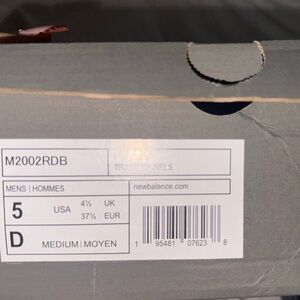 M2002RDB
MENS | HOMMES
newbalance.com
5 USA 4½ UK
37½ EUR
D MEDIUM | MOYEN
1 95481 07623 8